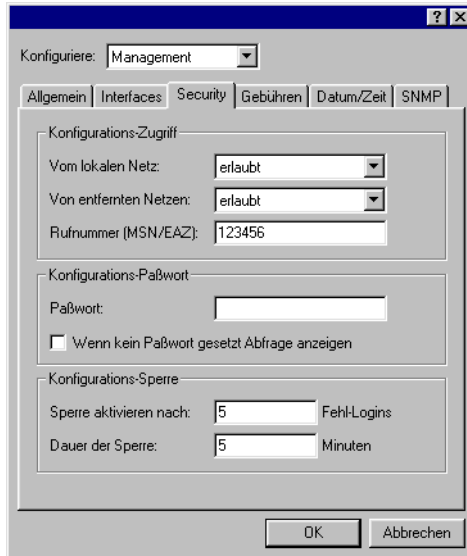 Konfiguriere: Management
Allgemein Interfaces Security Gebühren Datum/Zeit SNMP
Konfigurations-Zugriff
Vom lokalen Netz: erlaubt
Von entfernten Netzen: erlaubt
Rufnummer (MSN/EAZ): 123456
Konfigurations-Paßwort
Paßwort:
Wenn kein Paßwort gesetzt Abfrage anzeigen
Konfigurations-Sperre
Sperre aktivieren nach: 5 Fehl-Logins
Dauer der Sperre: 5 Minuten
OK Abbrechen